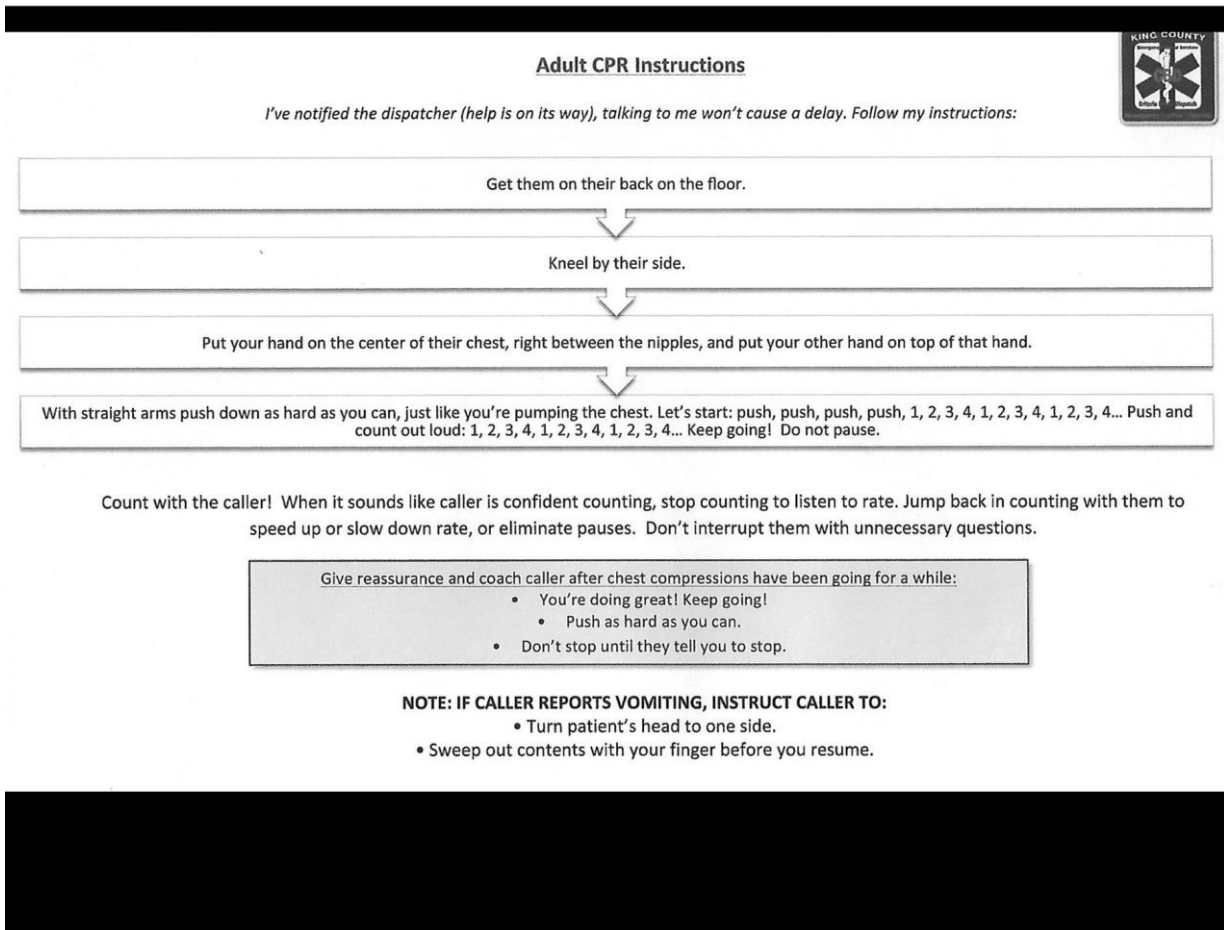 KING COUNTY
Adult CPR Instructions
I've notified the dispatcher (help is on its way), talking to me won't cause a delay. Follow my instructions:
Get them on their back on the floor.
Kneel by their side.
Put your hand on the center of their chest, right between the nipples, and put your other hand on top of that hand.
With straight arms push down as hard as you can, just like you're pumping the chest. Let's start: push, push, push, push, 1, 2, 3, 4, 1, 2, 3, 4, 1, 2, 3, 4... Push and
count out loud: 1, 2, 3, 4, 1, 2, 3, 4, 1, 2, 3, 4... Keep going! Do not pause.
Count with the caller! When it sounds like caller is confident counting, stop counting to listen to rate. Jump back in counting with them to
speed up or slow down rate, or eliminate pauses. Don't interrupt them with unnecessary questions.
Give reassurance and coach caller after chest compressions have been going for a while:
• You're doing great! Keep going!
• Push as hard as you can.
• Don't stop until they tell you to stop.
NOTE: IF CALLER REPORTS VOMITING, INSTRUCT CALLER TO:
• Turn patient's head to one side.
• Sweep out contents with your finger before you resume.